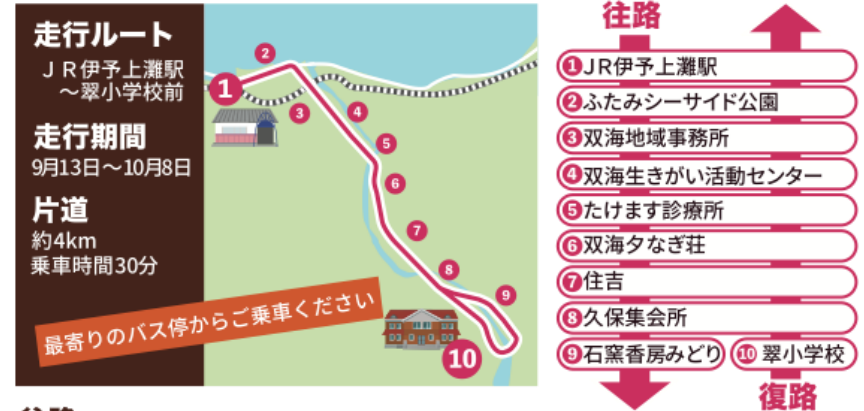 走行ルート
JR伊予上灘駅
～翠小学校前
走行期間
9月13日～10月8日
片道
約4km
乗車時間30分
最寄りのバス停からご乗車ください
1
2
3
4
5
6
7
8
9
10
往路
①JR伊予上灘駅
②ふたみシーサイド公園
③双海地域事務所
④双海生きがい活動センター
⑤たけます診療所
⑥双海夕なぎ荘
⑦住吉
⑧久保集会所
⑨石窯香房みどり ⑩翠小学校
復路